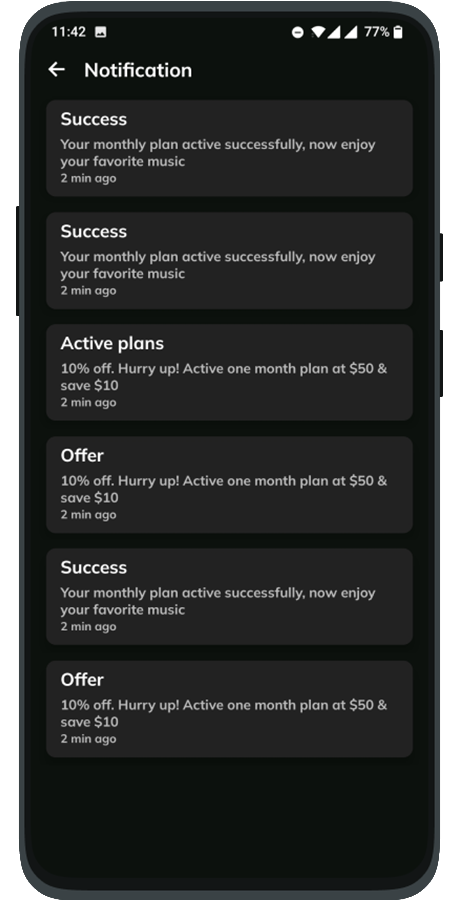 11:42 77%
Notification
Success
Your monthly plan active successfully, now enjoy
your favorite music
2 min ago
Success
Your monthly plan active successfully, now enjoy
your favorite music
2 min ago
Active plans
10% off. Hurry up! Active one month plan at $50 &
save $10
2 min ago
Offer
10% off. Hurry up! Active one month plan at $50 &
save $10
2 min ago
Success
Your monthly plan active successfully, now enjoy
your favorite music
2 min ago
Offer
10% off. Hurry up! Active one month plan at $50 &
save $10
2 min ago